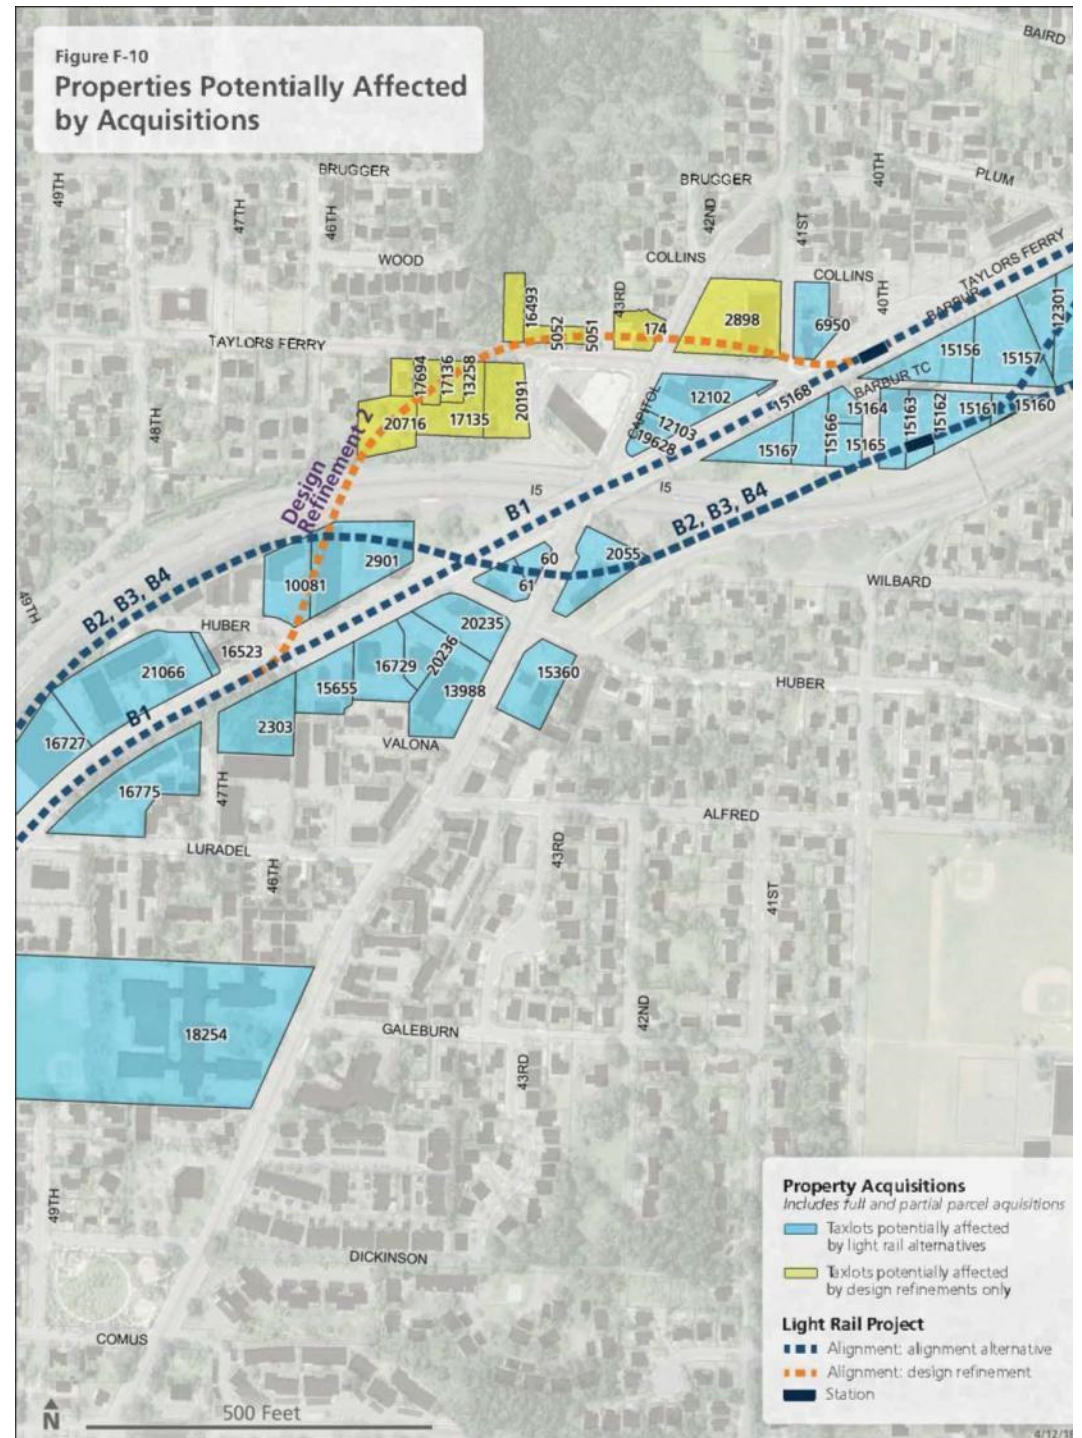 Figure F-10
Properties Potentially Affected
by Acquisitions
BAIRD
49TH
BRUGGER
47TH
46TH
BRUGGER
42ND
40TH
PLUM
41ST
WOOD
COLLINS
COLLINS
TAYLORS FERRY
43RD
40TH
BARBUR
16493
5052
5051
174
2898
6950
12301
TAYLORS FERRY
15156
15157
17694
17136
13258
20191
12102
15168
BARBUR TC
15164
15163
15162
15161
15160
48TH
20716
17135
CAPITOL
12103
19628
15167
15166
15165
Design
Refinement 2
I5
I5
B1
B2, B3, B4
2901
60
2055
10081
61
WILBARD
49TH
B2, B3, B4
HUBER
16523
20235
21066
16729
20236
15360
15655
13988
HUBER
B1
2303
16727
VALONA
16775
47TH
ALFRED
LURADEL
46TH
43RD
41ST
18254
GALEBURN
42ND
43RD
49TH
DICKINSON
COMUS
Property Acquisitions
Includes full and partial parcel aquisitions
Taxlots potentially affected
by light rail alternatives
Taxlots potentially affected
by design refinements only
Light Rail Project
Alignment: alignment alternative
Alignment: design refinement
Station
N
500 Feet